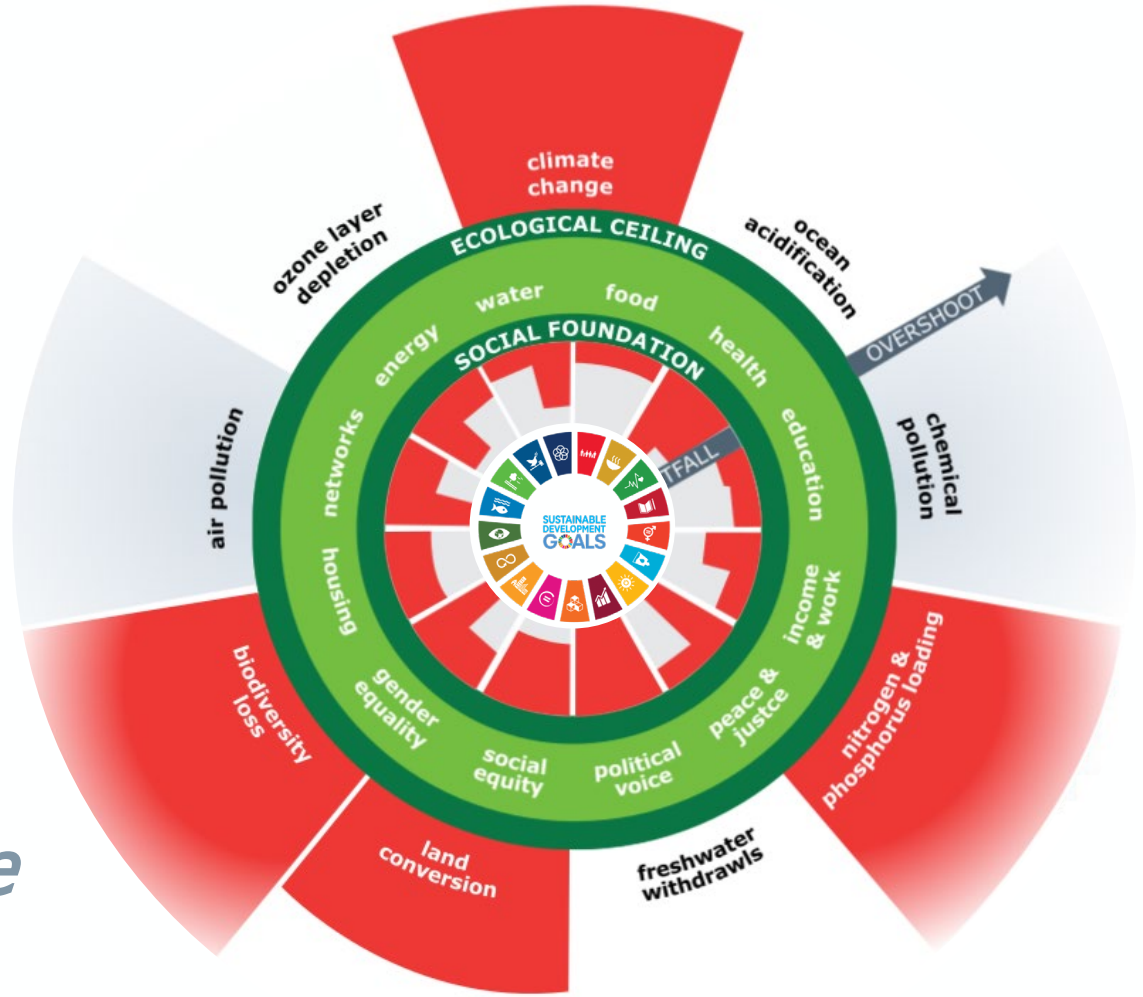 climate
change
ECOLOGICAL CEILING
ozone layer
depletion
ocean
acidification
OVERSHOOT
water
food
energy
health
SOCIAL FOUNDATION
networks
education
air pollution
chemical
pollution
TFALL
SUSTAINABLE
DEVELOPMENT
GOALS
housing
income
& work
biodiversity
loss
gender
equality
peace &
justce
nitrogen &
phosphorus loading
social
equity
political
voice
land
conversion
freshwater
withdrawls
e